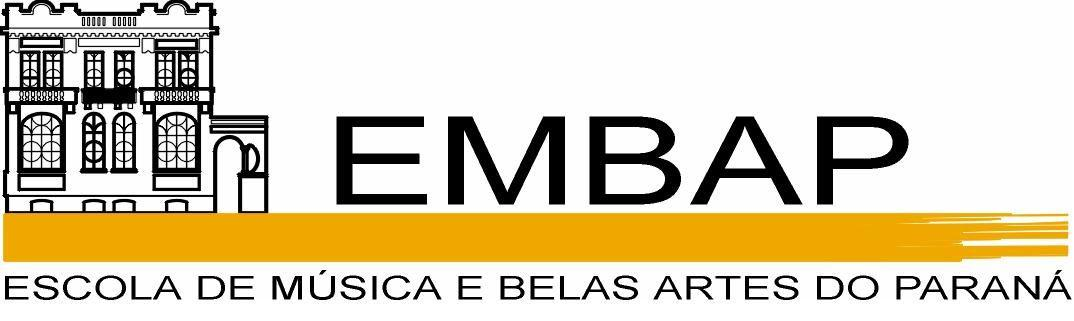 EMBAP
ESCOLA DE MÚSICA E BELAS ARTES DO PARANÁ